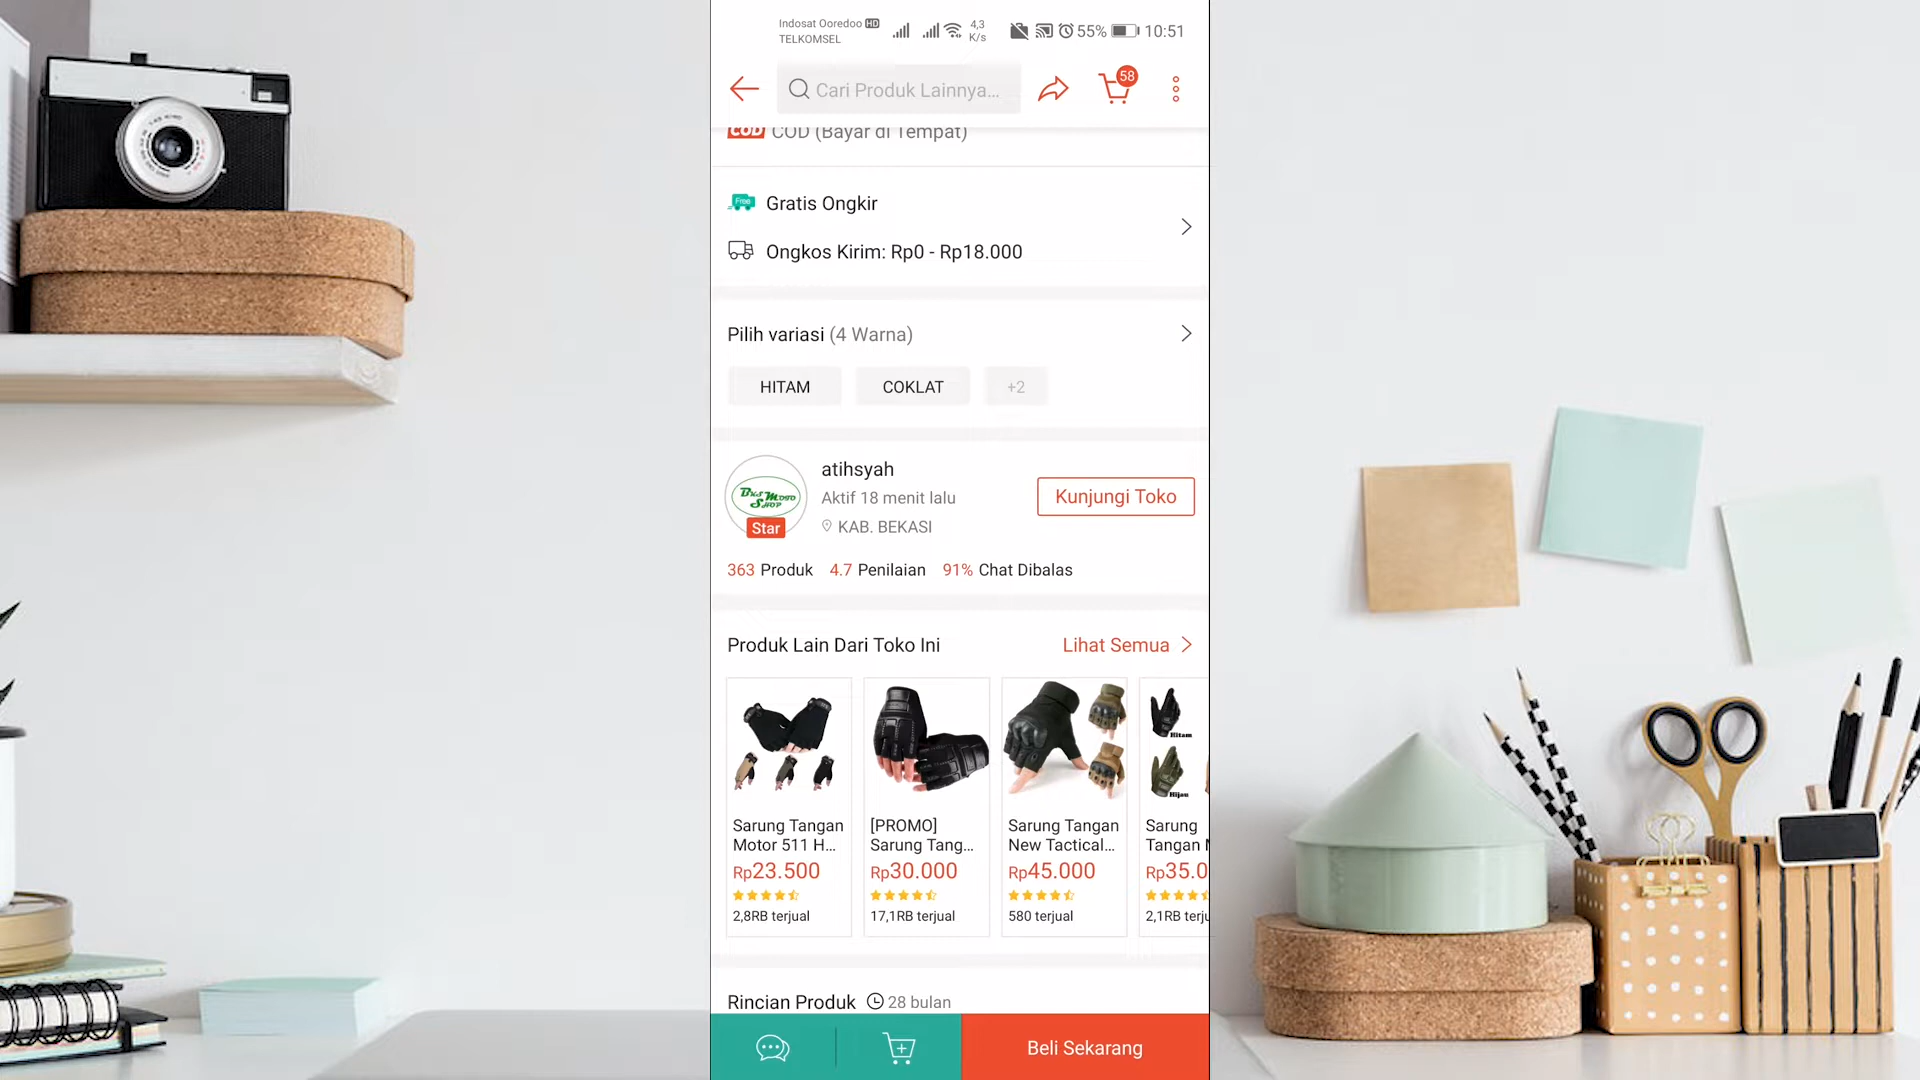 Indosat Ooredoo HD
TELKOMSEL
4,3
K/s
55%
10:51
Cari Produk Lainnya...
58
COD COD (Bayar di Tempat)
Free Gratis Ongkir
Ongkos Kirim: Rp0 - Rp18.000
Pilih variasi (4 Warna)
HITAM
COKLAT
+2
BKS MOTO
SHOP
Star
atihsyah
Aktif 18 menit lalu
KAB. BEKASI
Kunjungi Toko
363 Produk 4.7 Penilaian 91% Chat Dibalas
Produk Lain Dari Toko Ini
Lihat Semua
Sarung Tangan
Motor 511 H...
Rp23.500
2,8RB terjual
[PROMO]
Sarung Tang...
Rp30.000
17,1RB terjual
Sarung Tangan
New Tactical...
Rp45.000
580 terjual
Hitam
Hijau
Sarung
Tangan
Rp35.0
2,1RB terju
Rincian Produk 28 bulan
Beli Sekarang